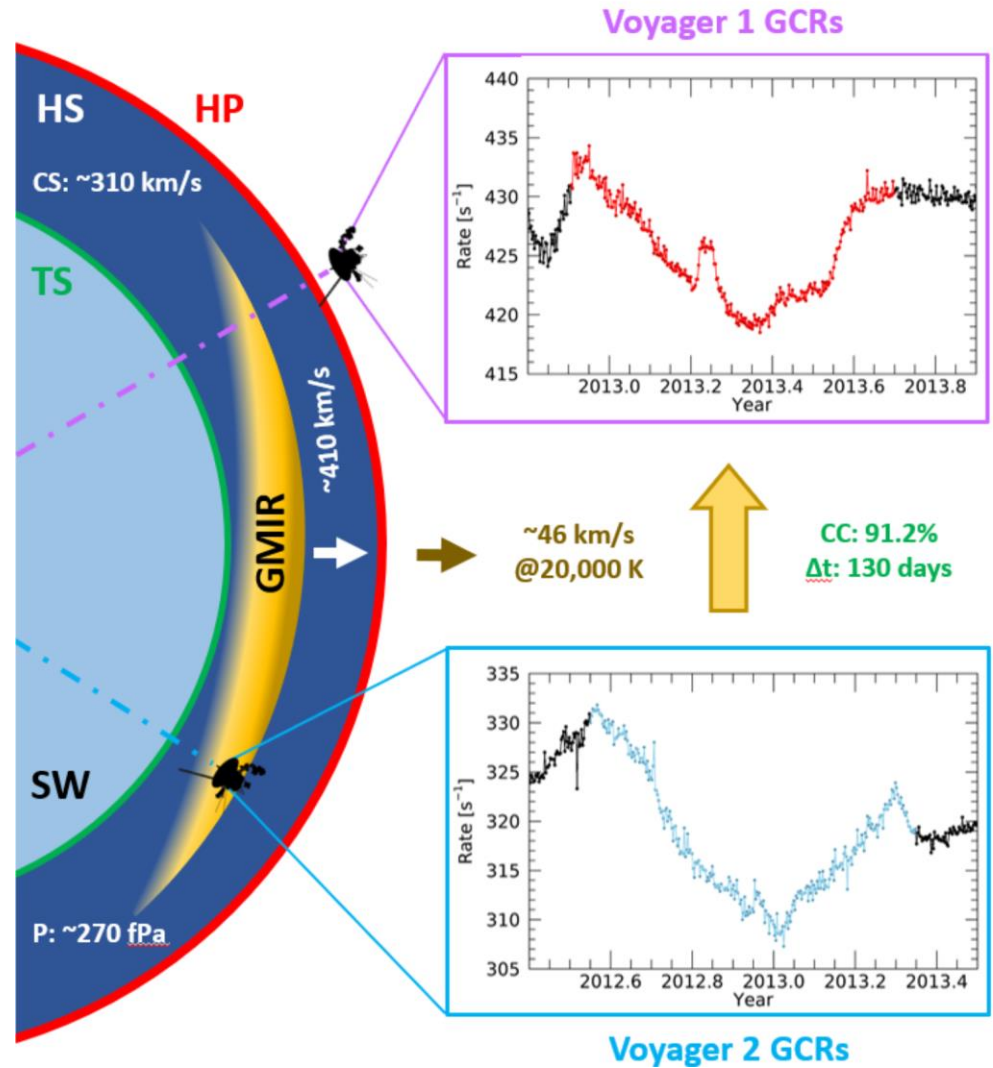 Voyager 1 GCRs
HS
HP
CS: ~310 km/s
TS
~410 km/s
GMIR
SW
P: ~270 fPa
440
435
430
425
420
415
Rate [s⁻¹]
2013.0 2013.2 2013.4 2013.6 2013.8
Year
~46 km/s
@20,000 K
CC: 91.2%
Δt: 130 days
335
330
325
320
315
310
305
Rate [s⁻¹]
2012.6 2012.8 2013.0 2013.2 2013.4
Year
Voyager 2 GCRs